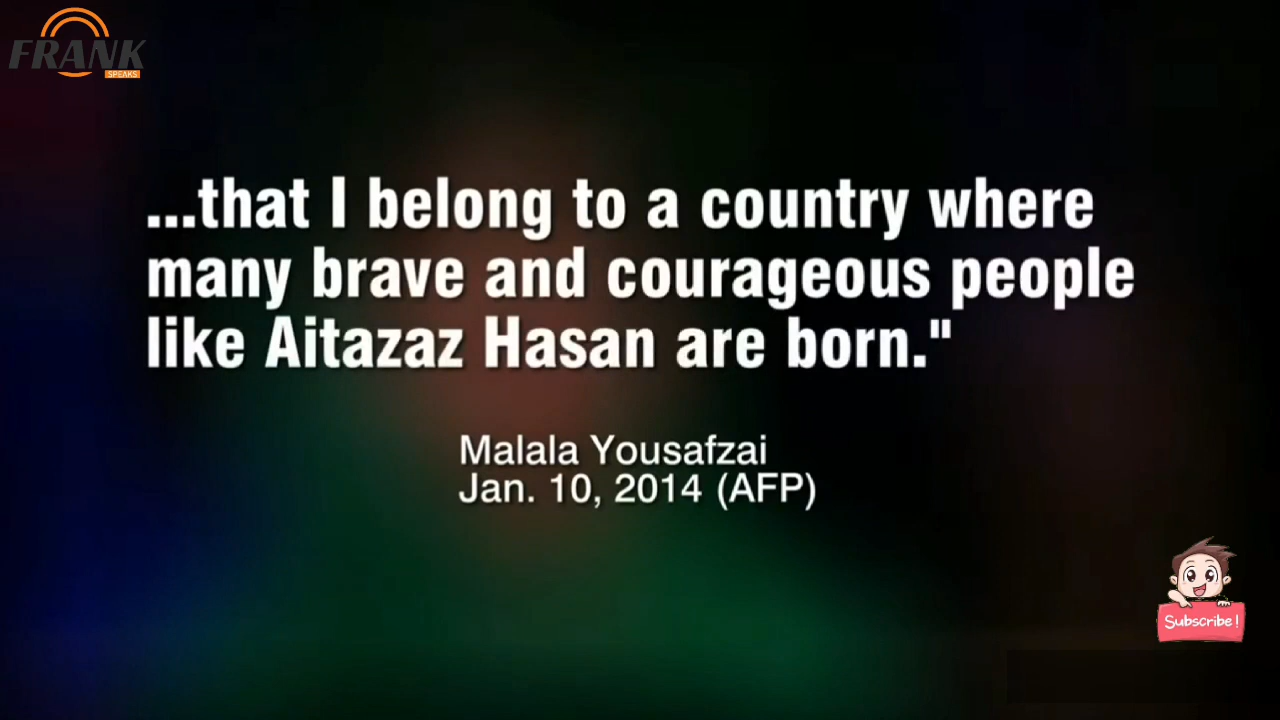 FRANK
SPEAKS
...that I belong to a country where
many brave and courageous people
like Aitazaz Hasan are born."
Malala Yousafzai
Jan. 10, 2014 (AFP)
Subscribe!